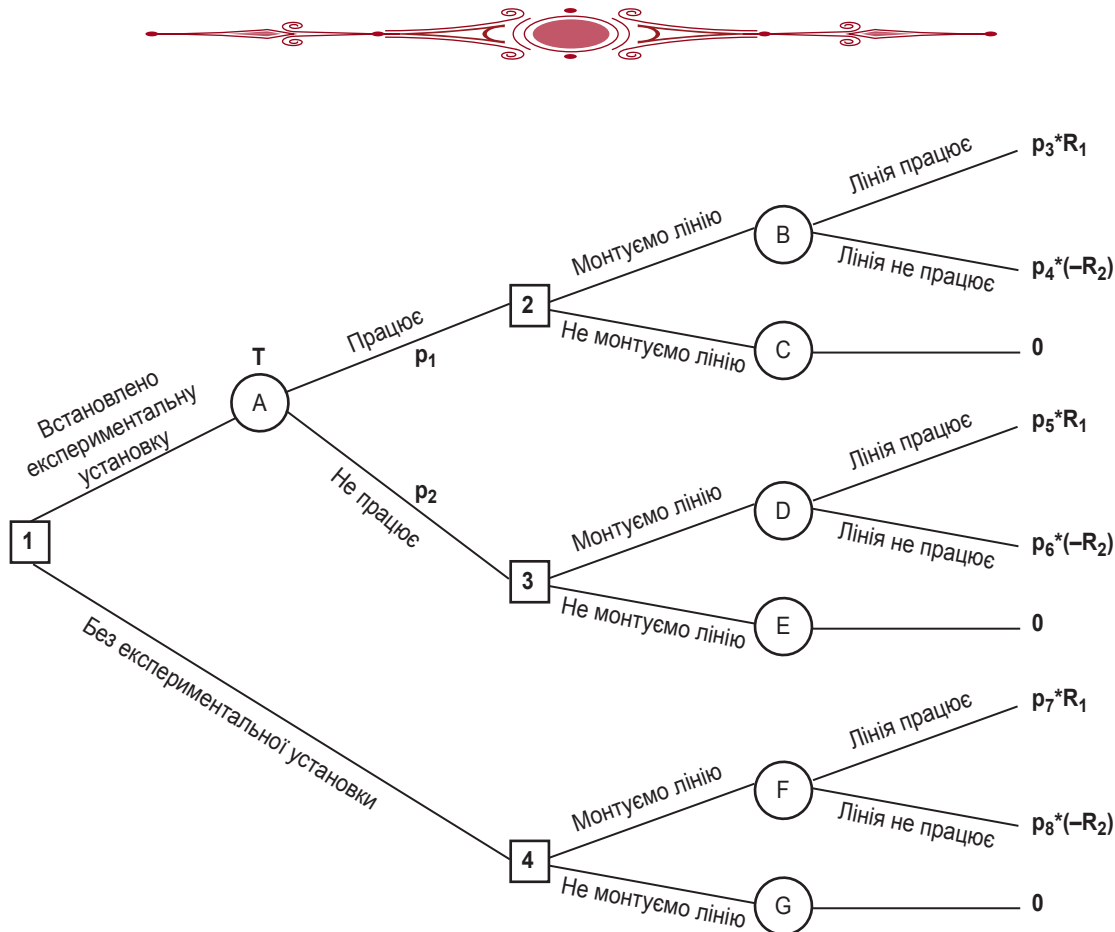 Лінія працює
p3*R1
Монтуємо лінію
B
Лінія не працює
p4*(–R2)
2
Працює
p1
Не монтуємо лінію
C
0
T
A
Встановлено
експериментальну
установку
p2
Не працює
Лінія працює
p5*R1
Монтуємо лінію
D
Лінія не працює
p6*(–R2)
1
3
Не монтуємо лінію
E
0
Без експериментальної установки
Лінія працює
p7*R1
Монтуємо лінію
F
Лінія не працює
p8*(–R2)
4
Не монтуємо лінію
G
0